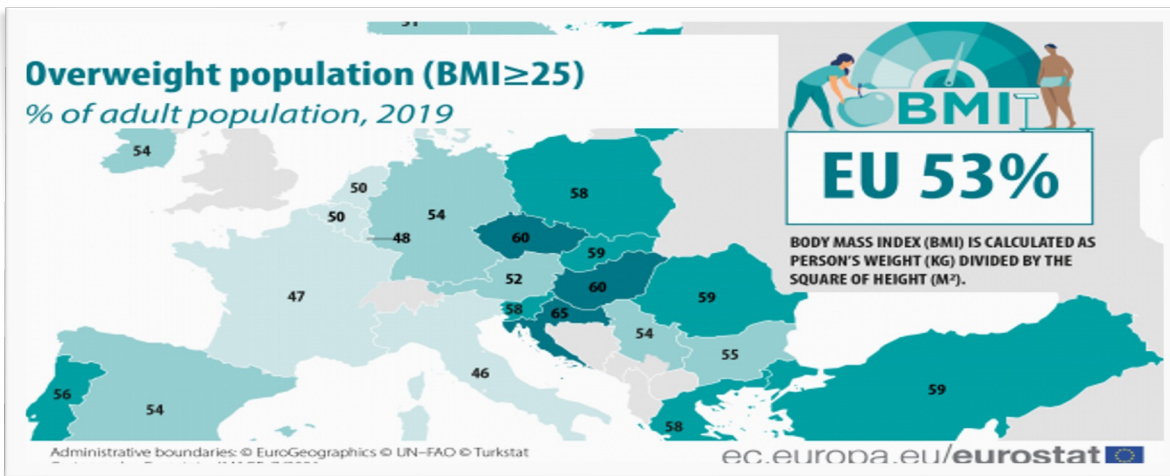 51
Overweight population (BMI≥25)
% of adult population, 2019
BMI
EU 53%
BODY MASS INDEX (BMI) IS CALCULATED AS
PERSON'S WEIGHT (KG) DIVIDED BY THE
SQUARE OF HEIGHT (M²).
54
50
50
54
58
48
60
59
52
60
47
58
65
59
54
55
46
56
54
59
58
Administrative boundaries: © EuroGeographics © UN–FAO © Turkstat
ec.europa.eu/eurostat